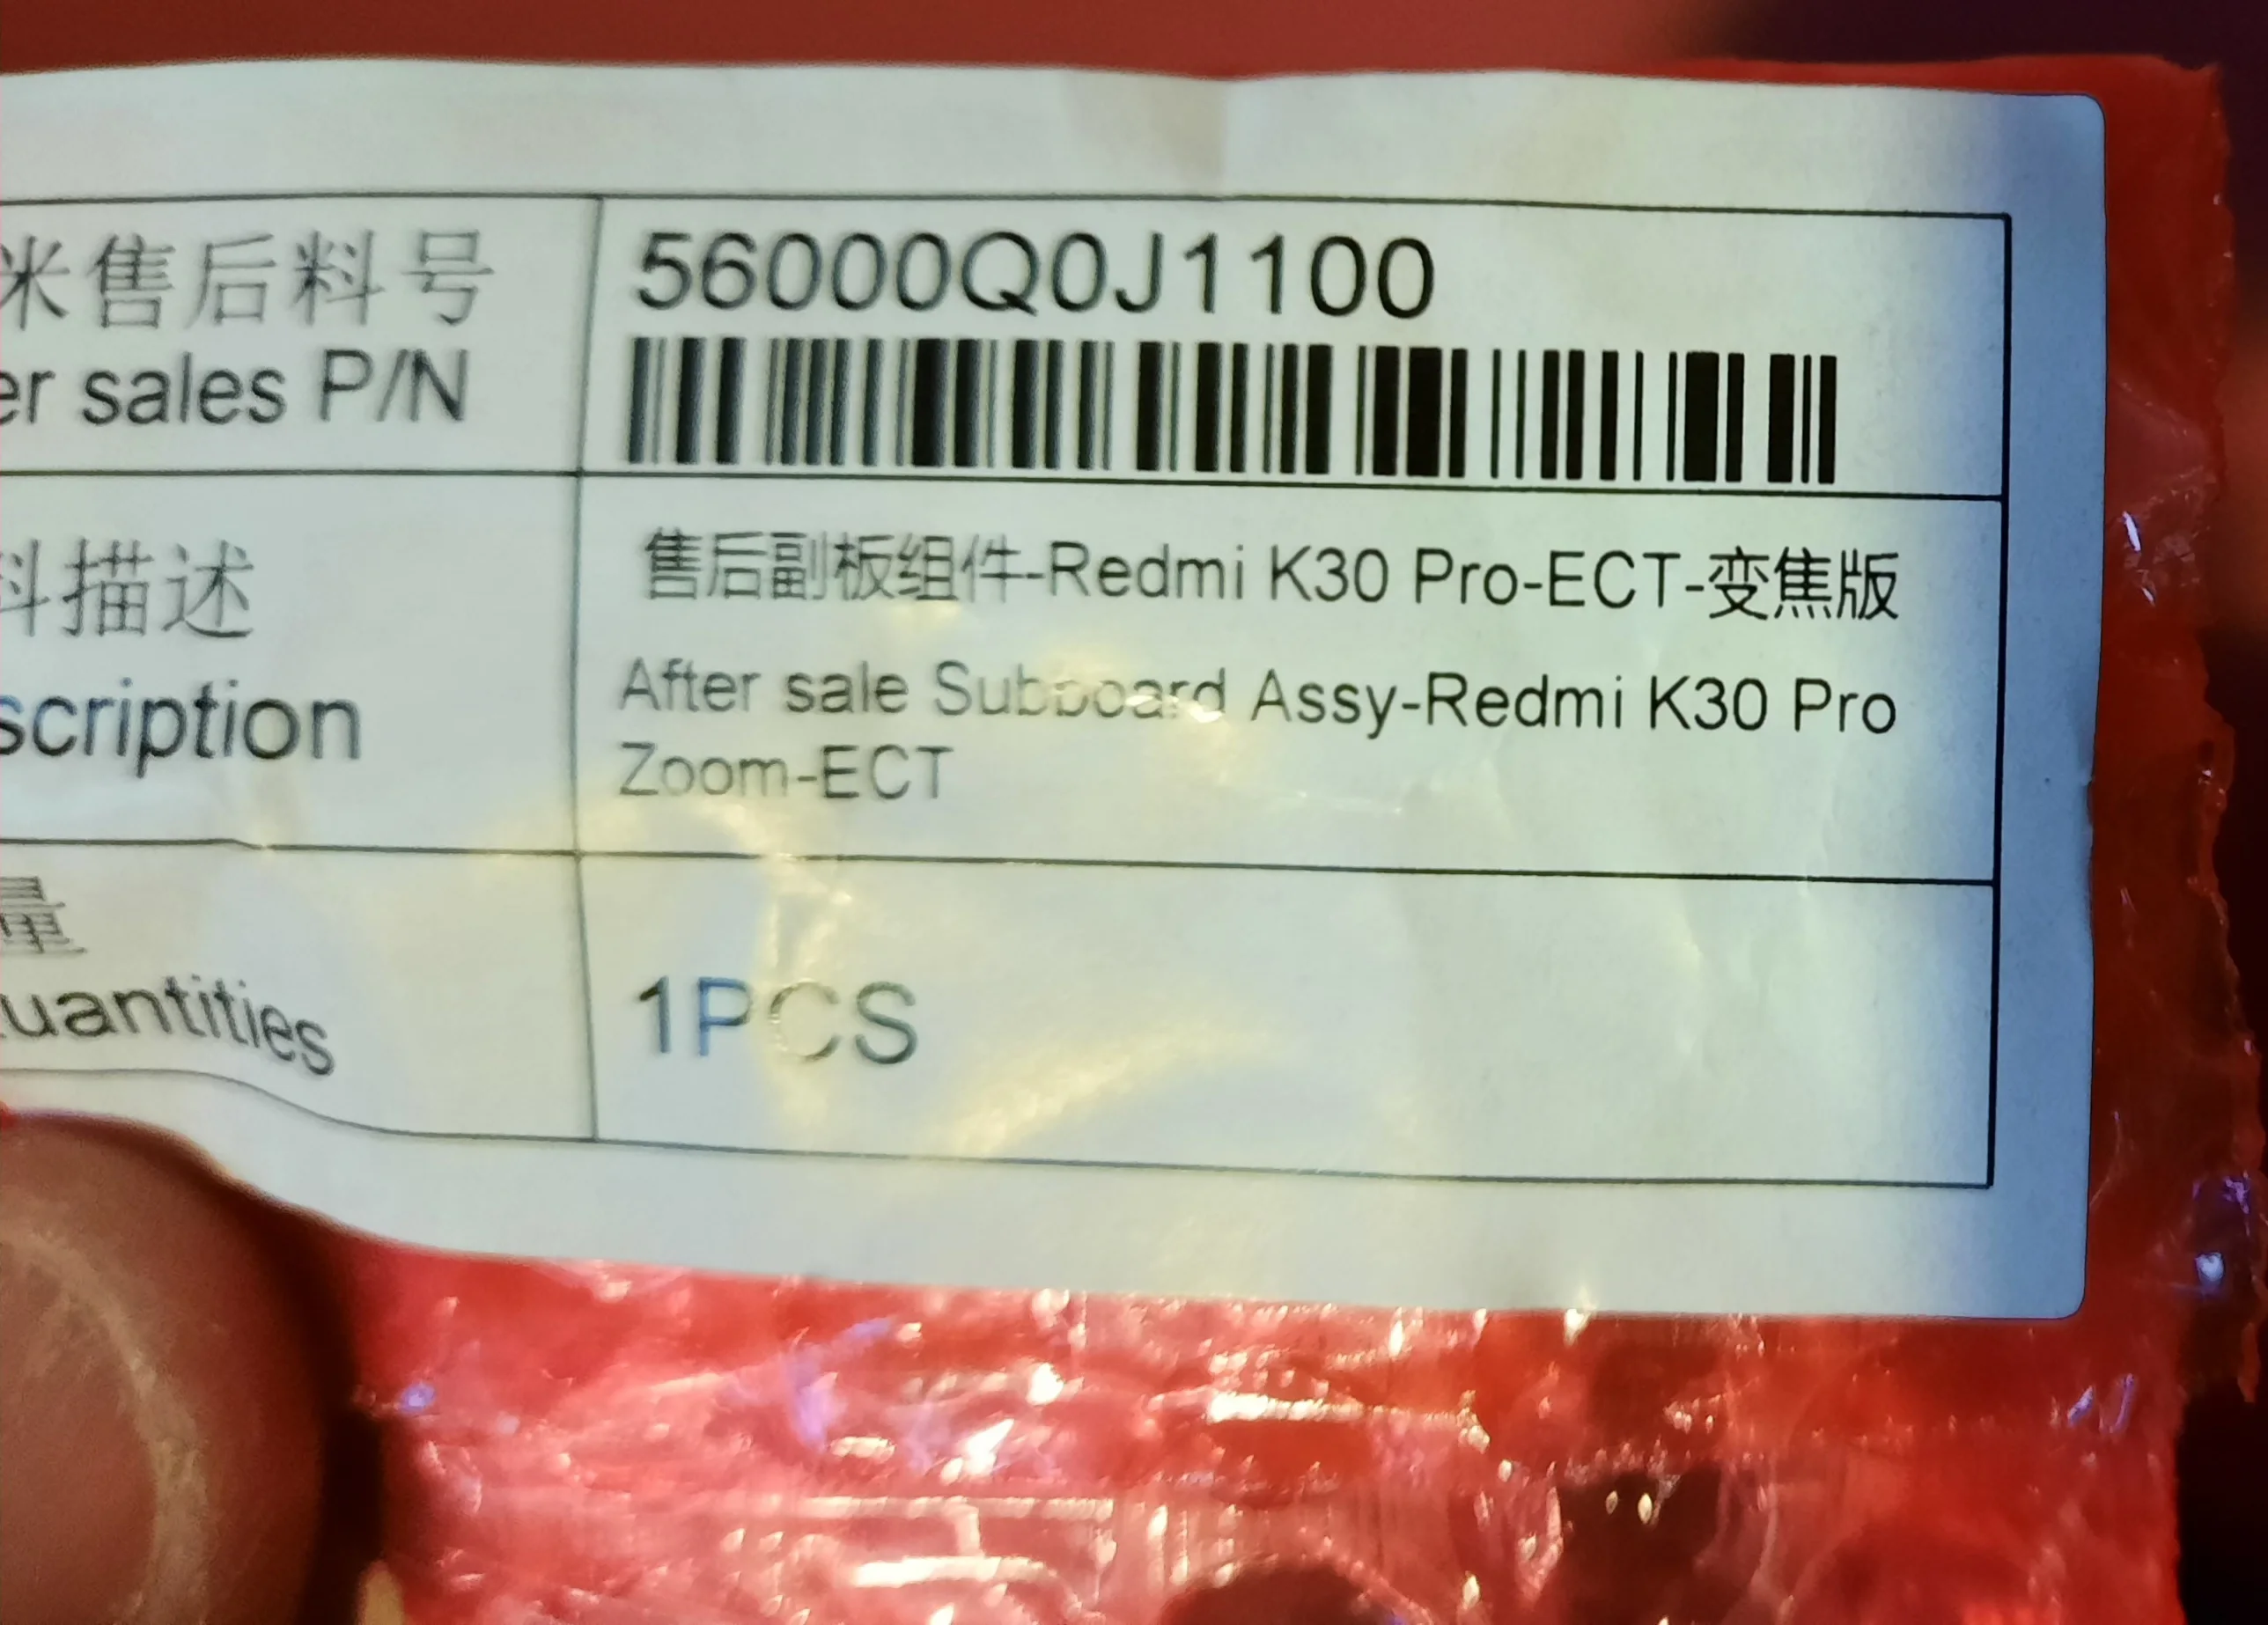 米售后料号
er sales P/N
56000Q0J1100
料描述
scription
售后副板组件-Redmi K30 Pro-ECT-变焦版
After sale Subboard Assy-Redmi K30 Pro
Zoom-ECT
量
uantities
1PCS